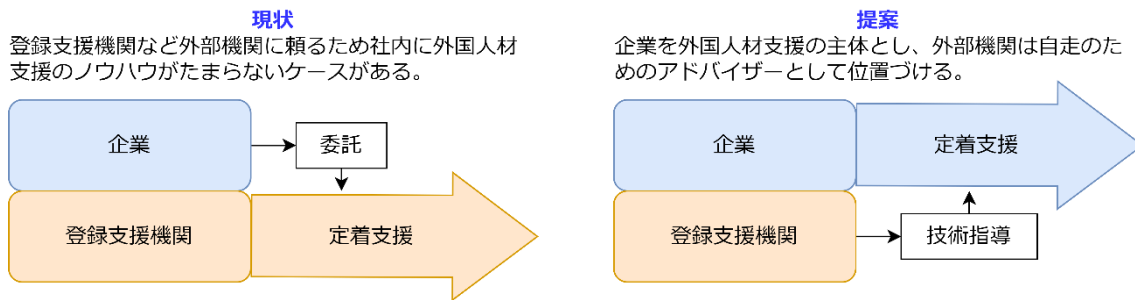 現状
登録支援機関など外部機関に頼るため社内に外国人材
支援のノウハウがたまらないケースがある。
企業
委託
登録支援機関
定着支援
提案
企業を外国人材支援の主体とし、外部機関は自走のた
めのアドバイザーとして位置づける。
企業
定着支援
登録支援機関
技術指導